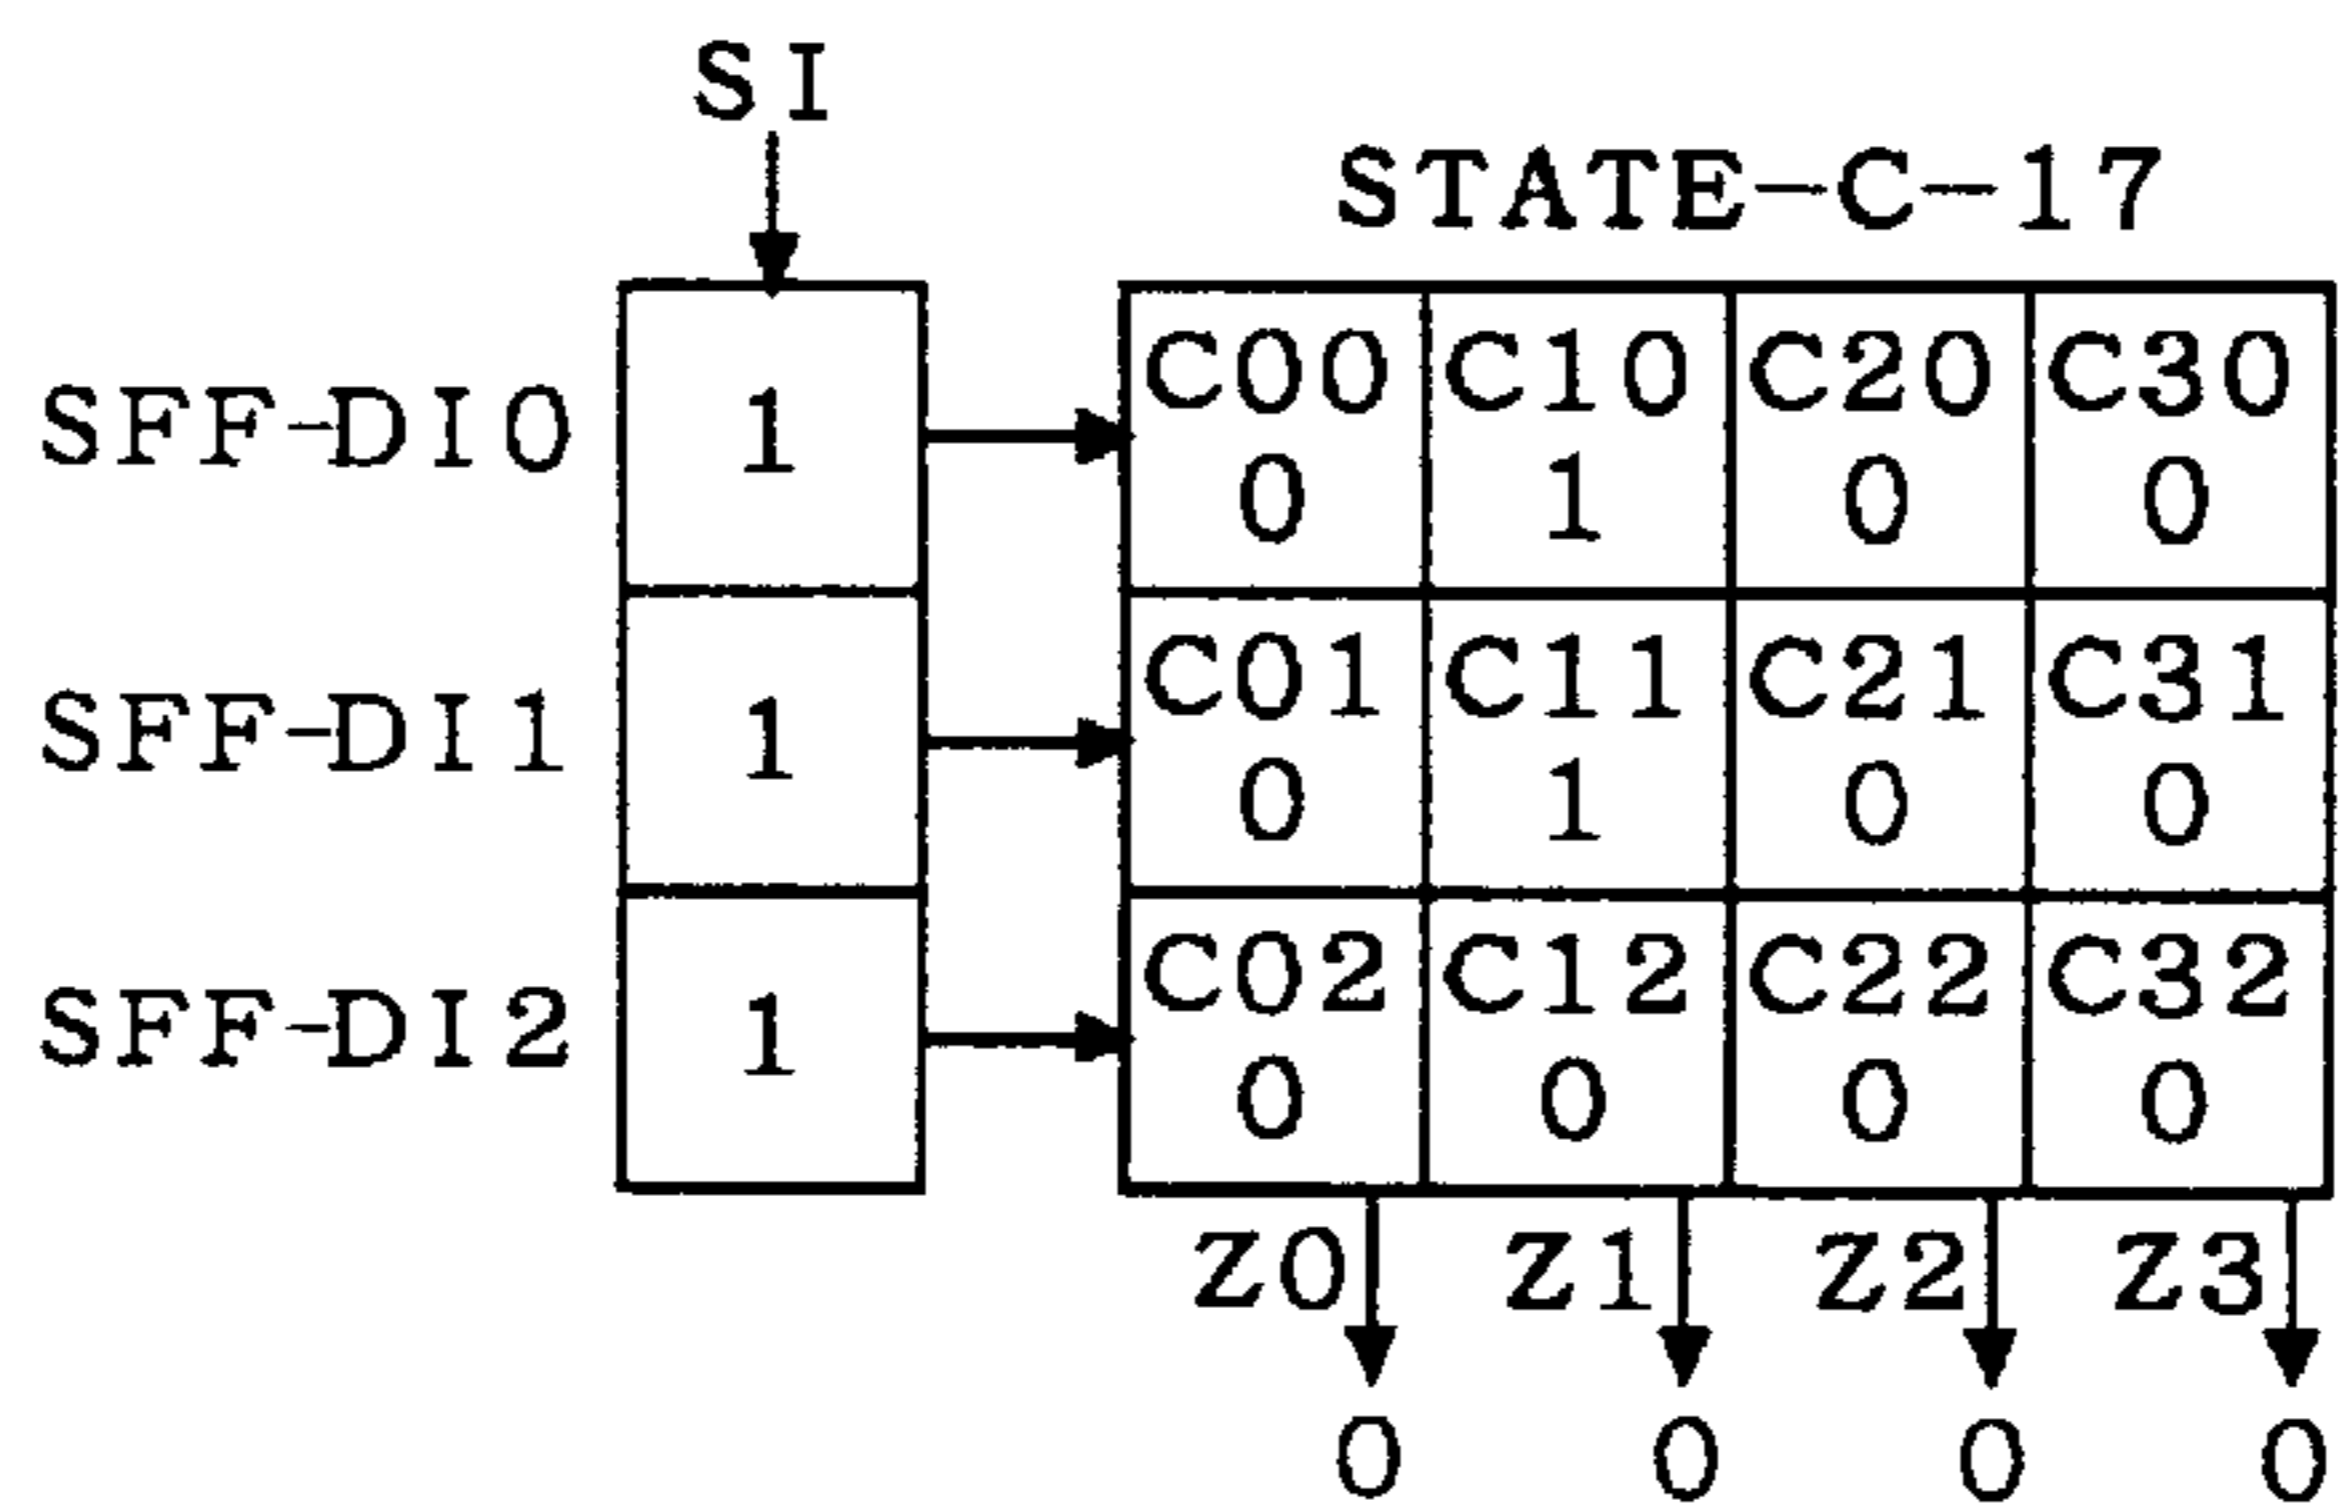 SI
STATE-C-17
SFF-DI0 1 C00 C10 C20 C30
0 1 0 0
SFF-DI1 1 C01 C11 C21 C31
0 1 0 0
SFF-DI2 1 C02 C12 C22 C32
0 0 0 0
Z0 Z1 Z2 Z3
0 0 0 0